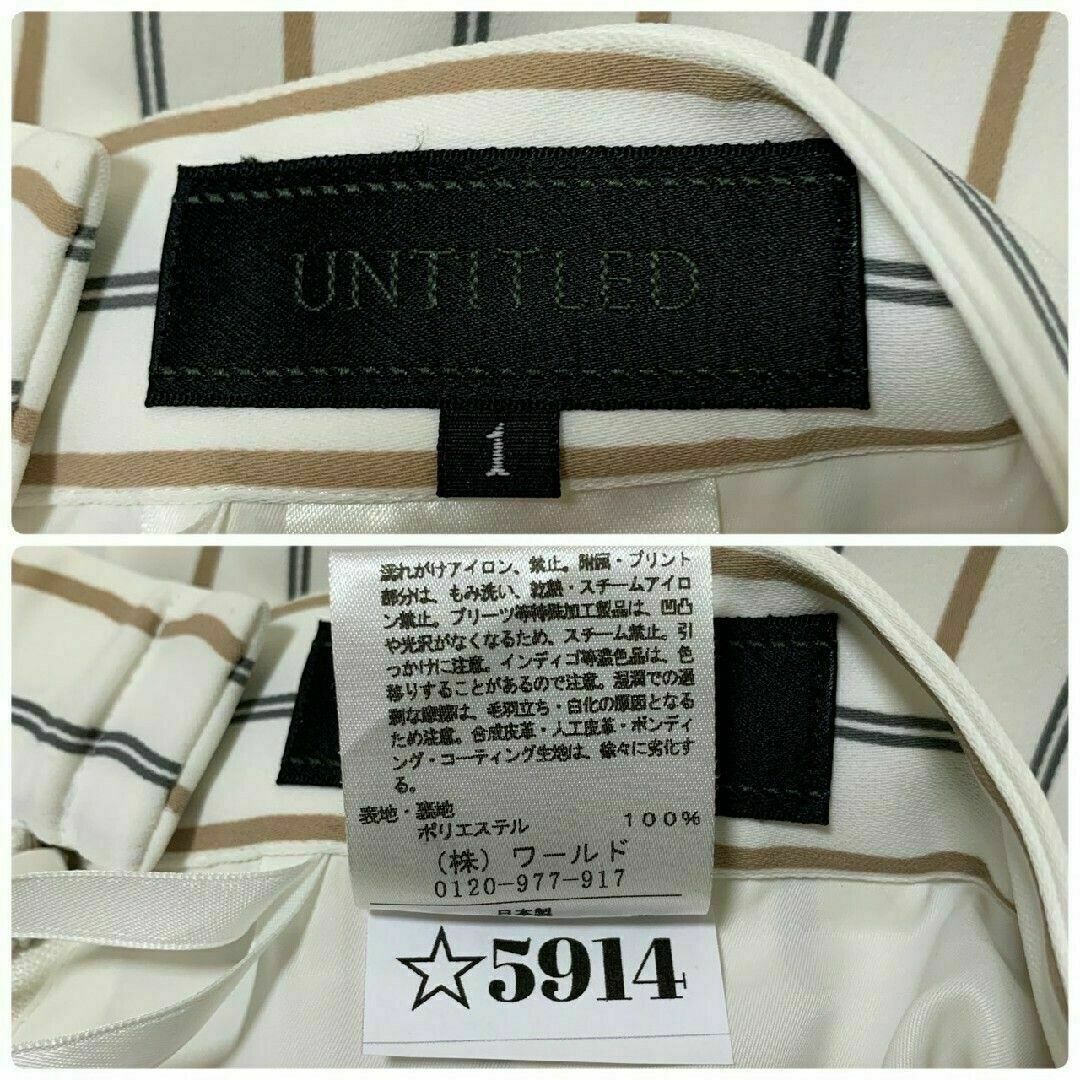 UNTITLED
1
濡れがけアイロン、禁止。附属・プリント
部分は、もみ洗い、乾熱・スチームアイロ
ン禁止。プリーツ等特殊加工製品は、凹凸
や光沢がなくなるため、スチーム禁止。引
つかけに注意。インディゴ等濃色品は、色
移りすることがあるので注意。湿潤での過
剰な摩擦は、毛羽立ち・白化の原因となる
ため注意。合成皮革・人工皮革・ボンディ
ング・コーティング生地は、徐々に劣化す
る。
表地・裏地
ポリエステル 100%
（株）ワールド
0120-977-917
日本製
☆5914